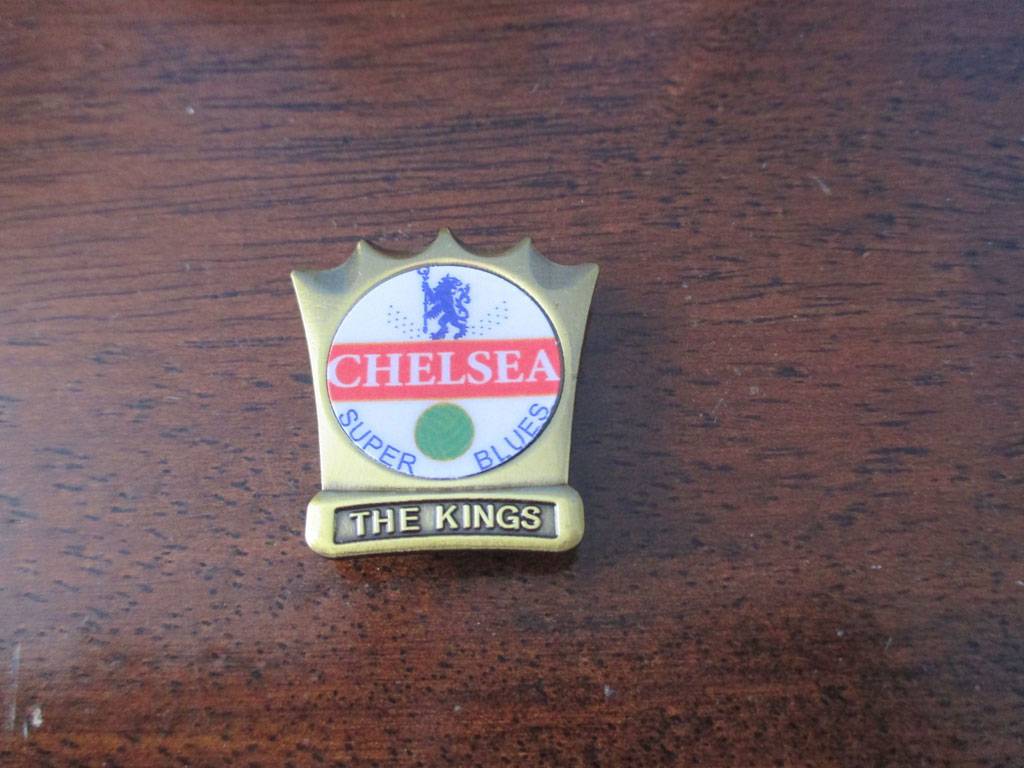 CHELSEA
SUPER BLUES
THE KINGS